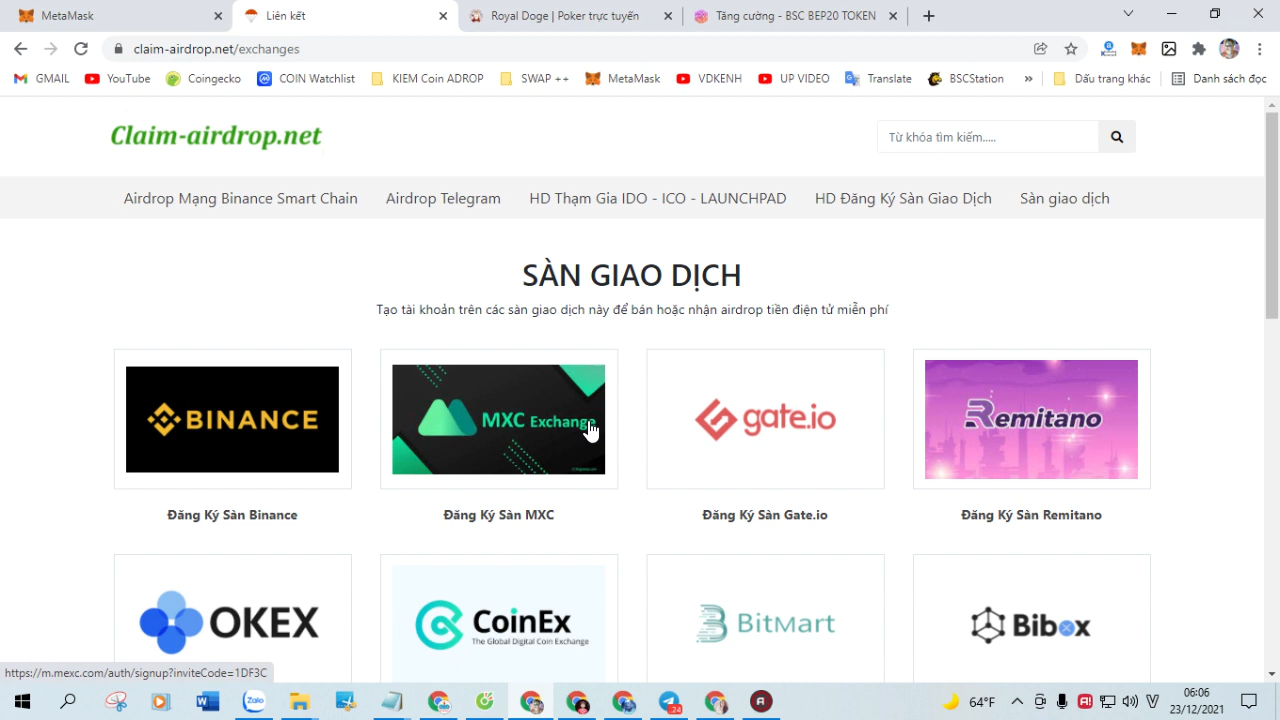 MetaMask
Liên kết
Royal Doge | Poker trực tuyến
Tăng cường - BSC BEP20 TOKEN
claim-airdrop.net/exchanges
GMAIL
YouTube
Coingecko
COIN Watchlist
KIEM Coin ADROP
SWAP ++
MetaMask
VDKENH
UP VIDEO
Translate
BSCStation
»
Dấu trang khác
Danh sách đọc
Claim-airdrop.net
Từ khóa tìm kiếm.....
Airdrop Mạng Binance Smart Chain
Airdrop Telegram
HD Thạm Gia IDO - ICO - LAUNCHPAD
HD Đăng Ký Sàn Giao Dịch
Sàn giao dịch
SÀN GIAO DỊCH
Tạo tài khoản trên các sàn giao dịch này để bán hoặc nhận airdrop tiền điện tử miễn phí
BINANCE
MXC Exchange
gate.io
Remitano
Đăng Ký Sàn Binance
Đăng Ký Sàn MXC
Đăng Ký Sàn Gate.io
Đăng Ký Sàn Remitano
OKEX
CoinEx
The Global Digital Coin Exchange
BitMart
Bibox
https://m.mexc.com/auth/signup?inviteCode=1DF3C
Zalo
24
64°F
06:06
23/12/2021